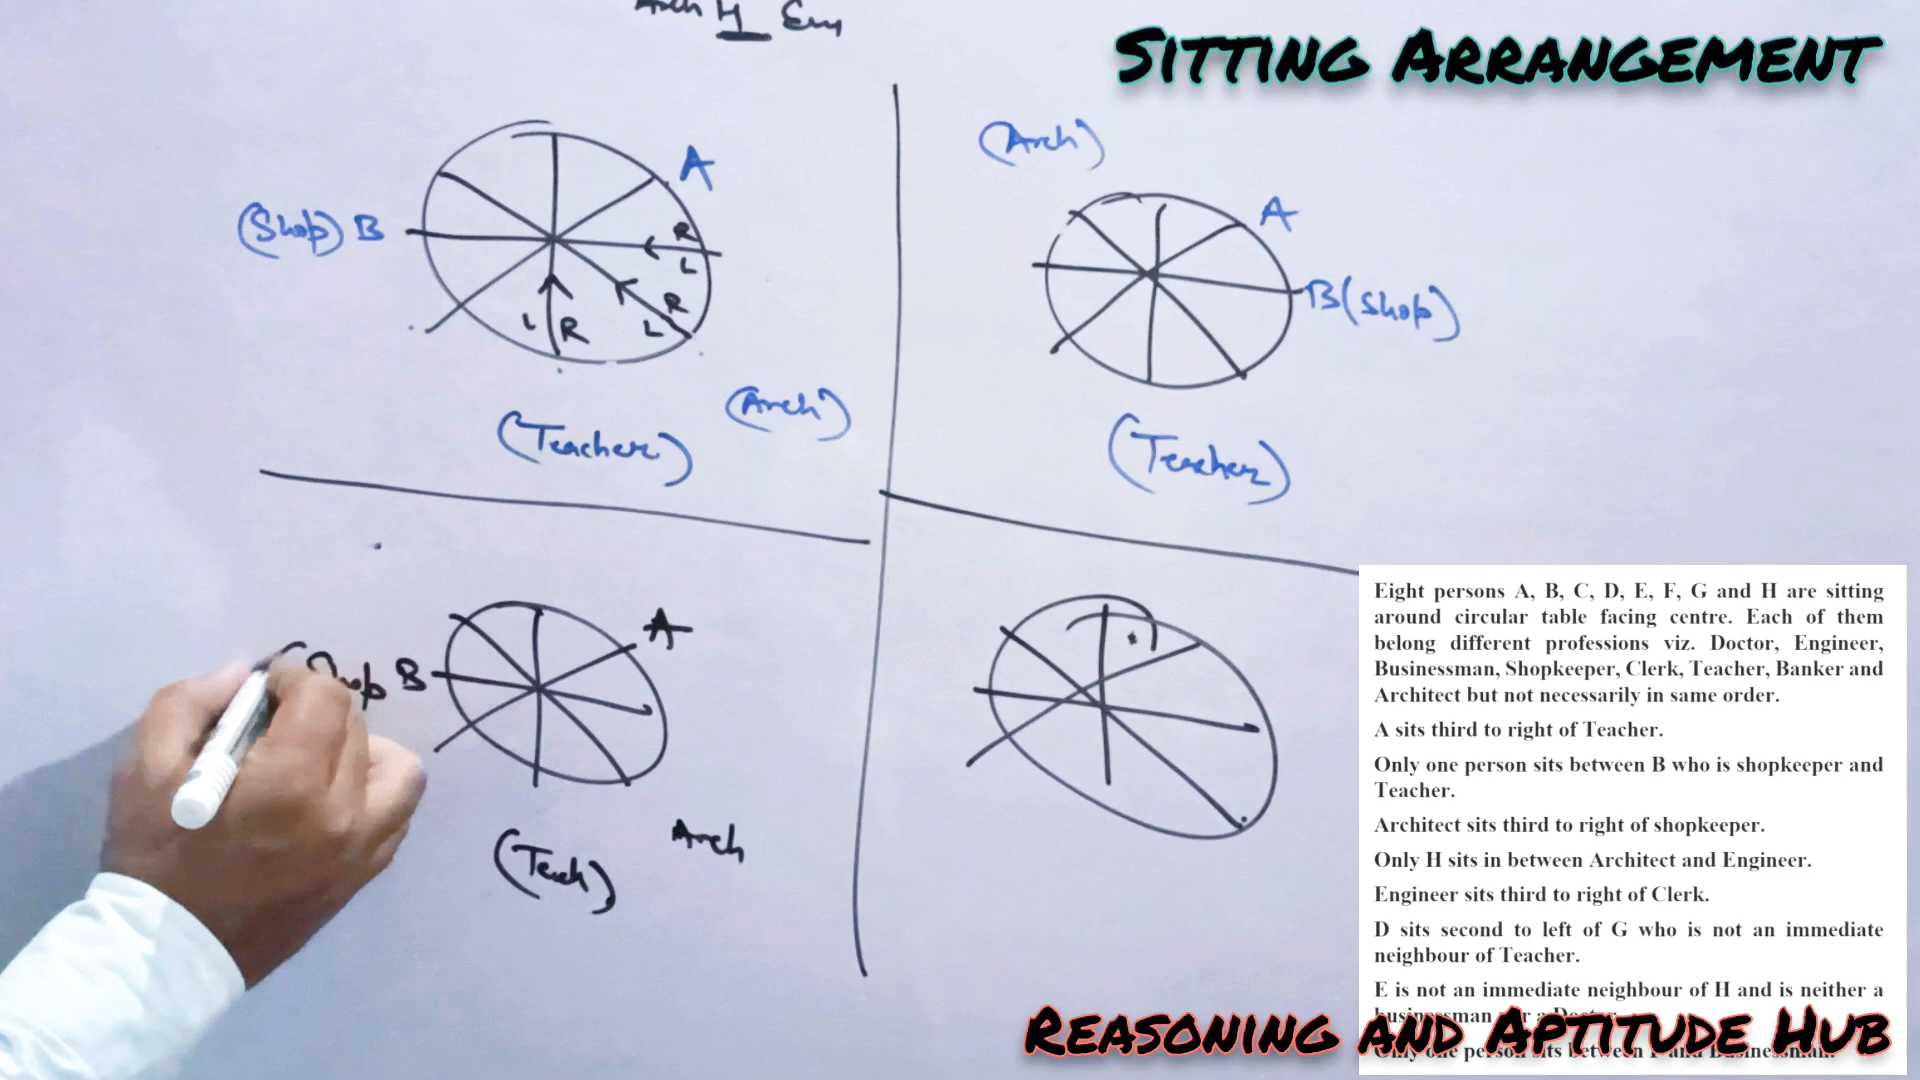 Arch H Eng
SITTING ARRANGEMENT
A
(Shop) B
R
L
R
L
L R
(Teacher)
(Arch)
(Arch)
A
B (Shop)
(Teacher)
A
Shop B
(Teach)
Arch
Eight persons A, B, C, D, E, F, G and H are sitting
around circular table facing centre. Each of them
belong different professions viz. Doctor, Engineer,
Businessman, Shopkeeper, Clerk, Teacher, Banker and
Architect but not necessarily in same order.
A sits third to right of Teacher.
Only one person sits between B who is shopkeeper and
Teacher.
Architect sits third to right of shopkeeper.
Only H sits in between Architect and Engineer.
Engineer sits third to right of Clerk.
D sits second to left of G who is not an immediate
neighbour of Teacher.
E is not an immediate neighbour of H and is neither a
REASONING AND APTITUDE HUB